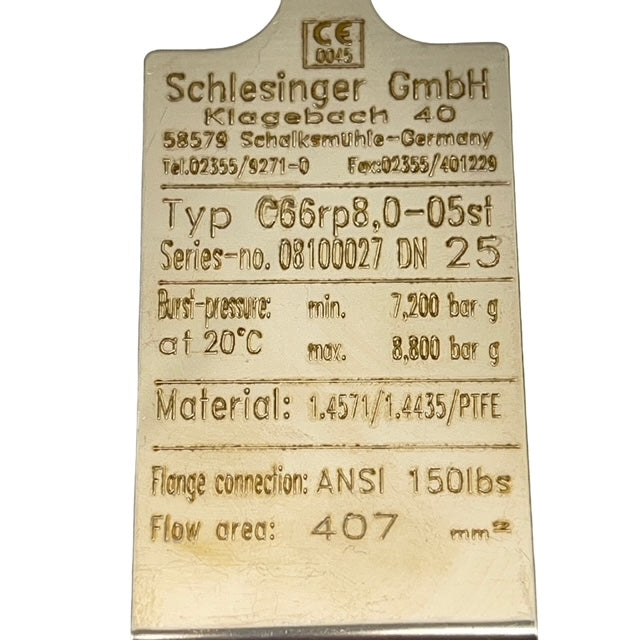 CE
0045
Schlesinger GmbH
Klagebach 40
58579 Schalksmühle-Germany
Tel.02355/9271-0 Fax:02355/401229
Typ C66rp8,0-05st
Series-no. 08100027 DN 25
Burst-pressure: min. 7,200 bar g
at 20°C max. 8,800 bar g
Material: 1.4571/1.4435/PTFE
Flange connection: ANSI 150lbs
Flow area: 407 mm²